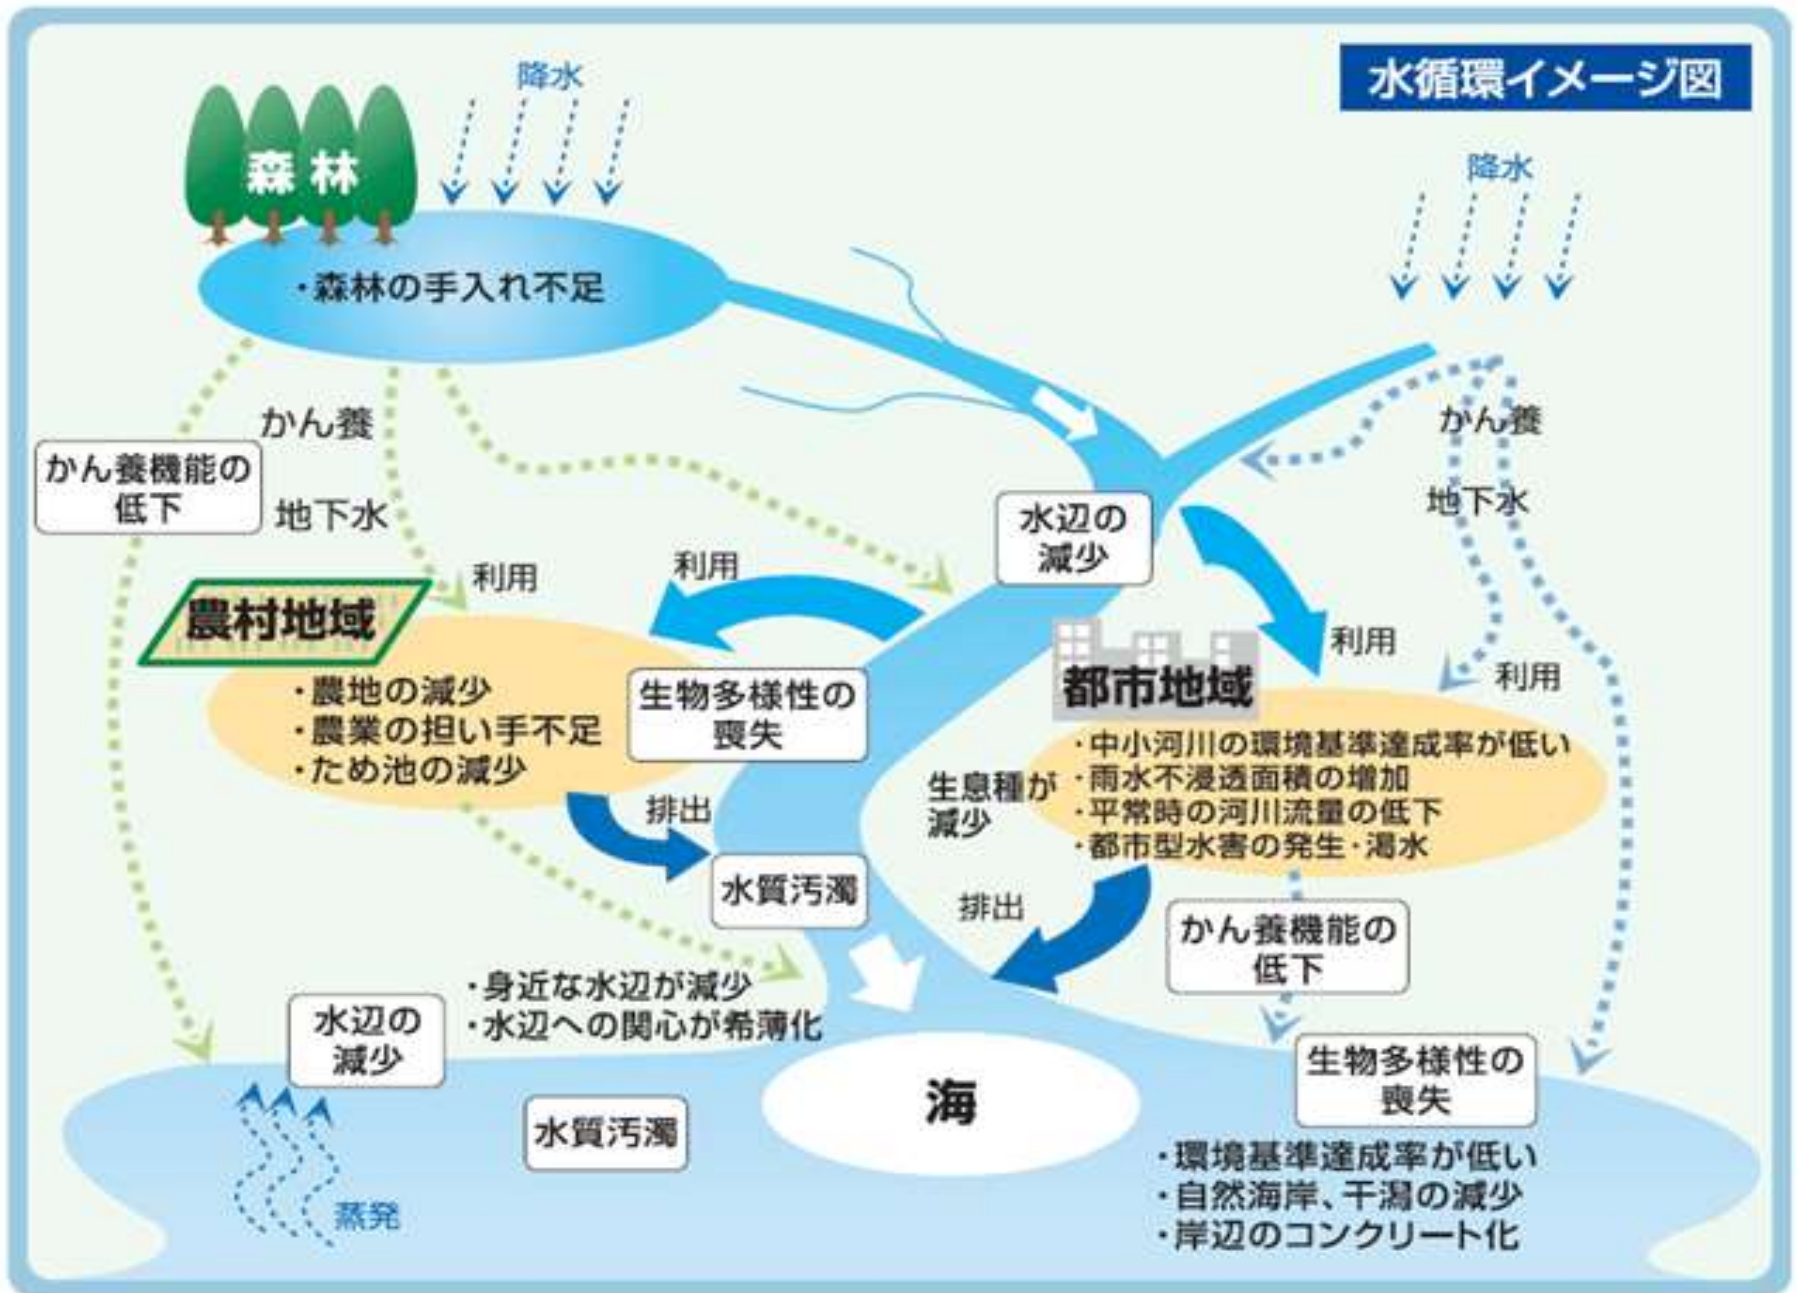 水循環イメージ図
降水
降水
森林
・森林の手入れ不足
かん養
かん養
かん養機能の
低下
地下水
地下水
水辺の
減少
利用
利用
農村地域
利用
利用
都市地域
・農地の減少
・農業の担い手不足
・ため池の減少
生物多様性の
喪失
・中小河川の環境基準達成率が低い
・雨水不浸透面積の増加
・平常時の河川流量の低下
・都市型水害の発生・渇水
生息種が
減少
排出
水質汚濁
排出
かん養機能の
低下
・身近な水辺が減少
・水辺への関心が希薄化
水辺の
減少
海
生物多様性の
喪失
水質汚濁
・環境基準達成率が低い
・自然海岸、干潟の減少
・岸辺のコンクリート化
蒸発